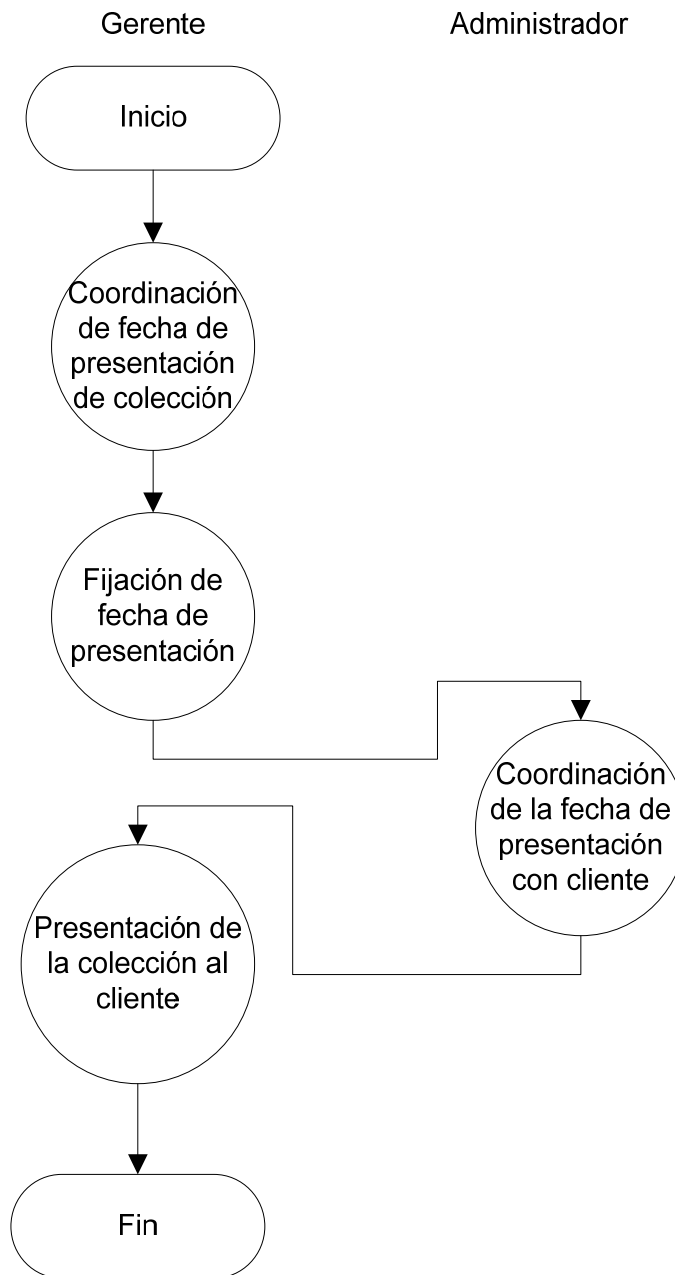 Gerente
Administrador
Inicio
Coordinación
de fecha de
presentación
de colección
Fijación de
fecha de
presentación
Coordinación
de la fecha de
presentación
con cliente
Presentación de
la colección al
cliente
Fin